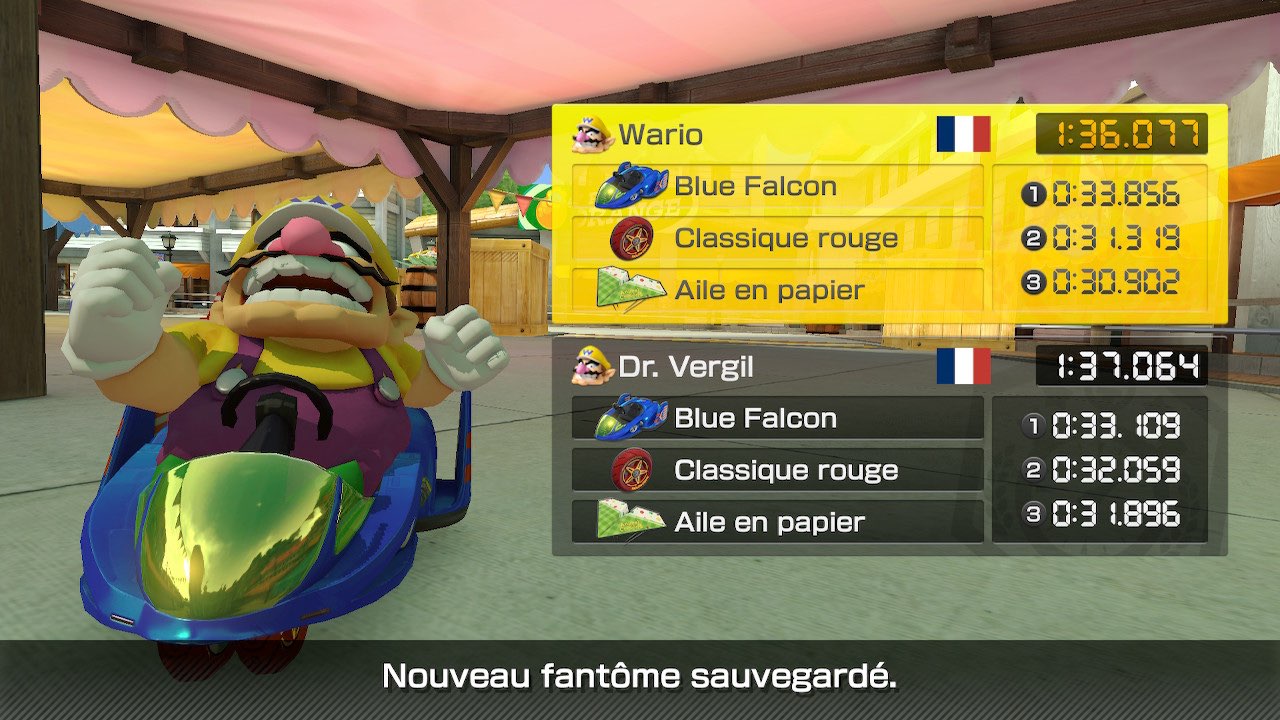 Wario 1:36.077
Blue Falcon
Classique rouge
Aile en papier
1 0:33.856
2 0:31.319
3 0:30.902
Dr. Vergil 1:37.064
Blue Falcon
Classique rouge
Aile en papier
1 0:33.109
2 0:32.059
3 0:31.896
Nouveau fantôme sauvegardé.